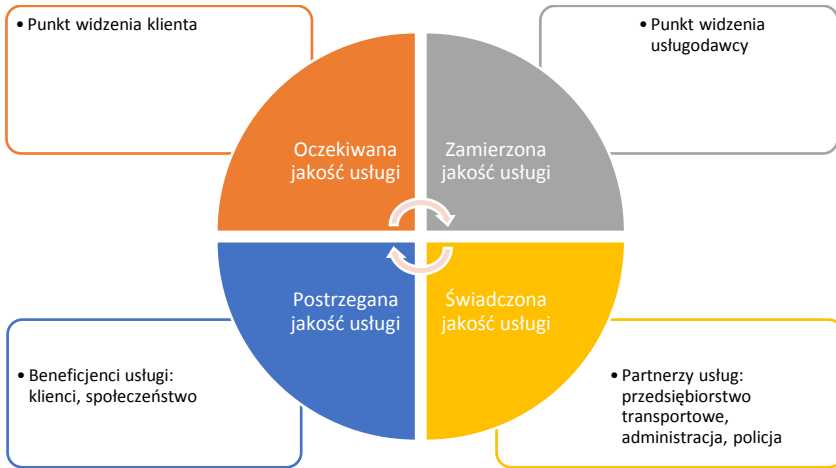 • Punkt widzenia klienta
• Punkt widzenia
usługodawcy
Oczekiwana
jakość usługi
Zamierzona
jakość usługi
Postrzegana
jakość usługi
Świadczona
jakość usługi
• Beneficjenci usługi:
klienci, społeczeństwo
• Partnerzy usług:
przedsiębiorstwo
transportowe,
administracja, policja